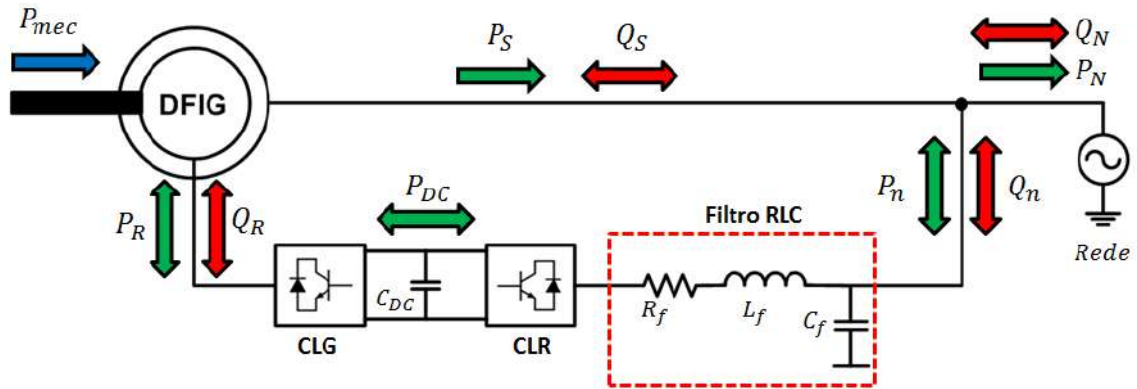 P_mec
P_S
Q_S
Q_N
P_N
DFIG
P_R
Q_R
P_DC
P_n
Q_n
Filtro RLC
Rede
C_DC
R_f
L_f
C_f
CLG
CLR